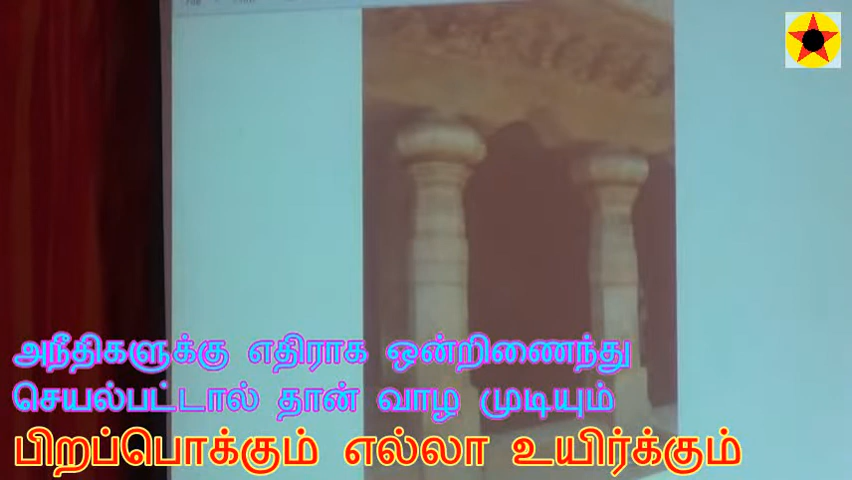 அநீதிகளுக்கு எதிராக ஒன்றிணைந்து
செயல்பட்டால் தான் வாழ முடியும்
பிறப்பொக்கும் எல்லா உயிர்க்கும்